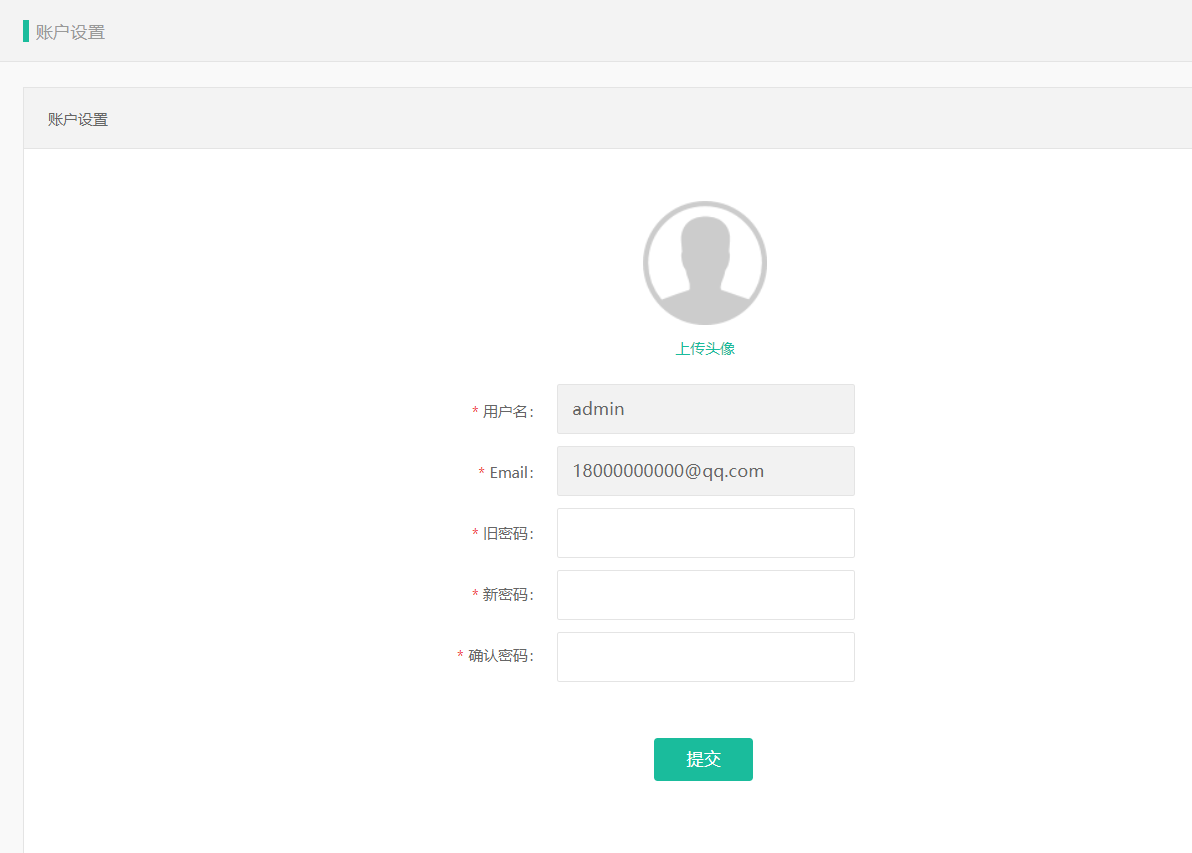 账户设置
账户设置
上传头像
* 用户名：
admin
* Email：
18000000000@qq.com
* 旧密码：
* 新密码：
* 确认密码：
提交